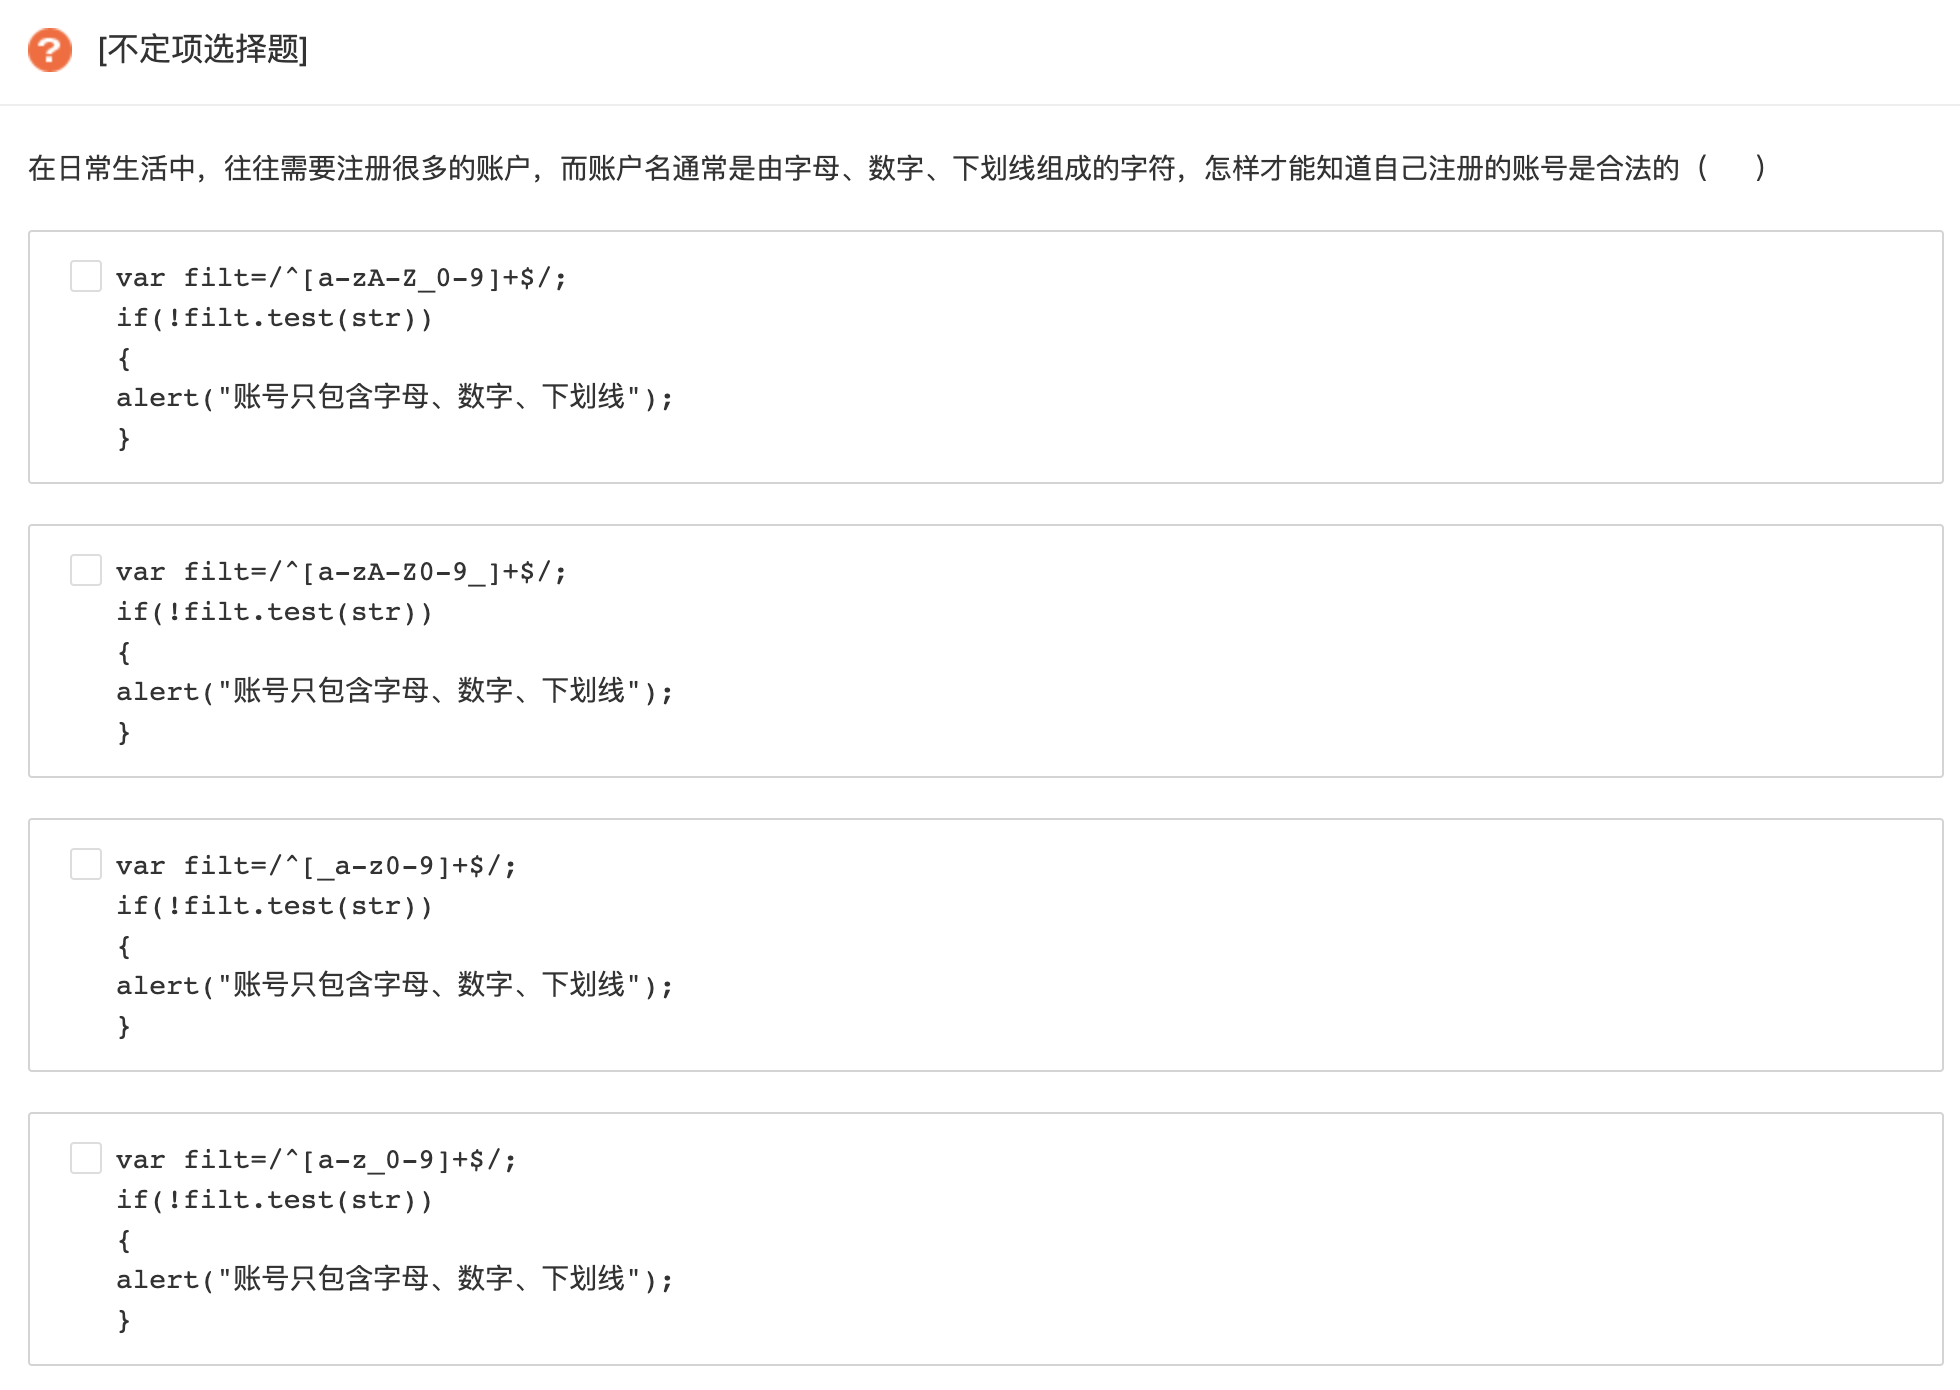 [不定项选择题]
在日常生活中，往往需要注册很多的账户，而账户名通常是由字母、数字、下划线组成的字符，怎样才能知道自己注册的账号是合法的（ ）
var filt=/^[a-zA-Z_0-9]+$/;
if(!filt.test(str))
{
alert("账号只包含字母、数字、下划线");
}
var filt=/^[a-zA-Z0-9_]+$/;
if(!filt.test(str))
{
alert("账号只包含字母、数字、下划线");
}
var filt=/^[_a-z0-9]+$/;
if(!filt.test(str))
{
alert("账号只包含字母、数字、下划线");
}
var filt=/^[a-z_0-9]+$/;
if(!filt.test(str))
{
alert("账号只包含字母、数字、下划线");
}